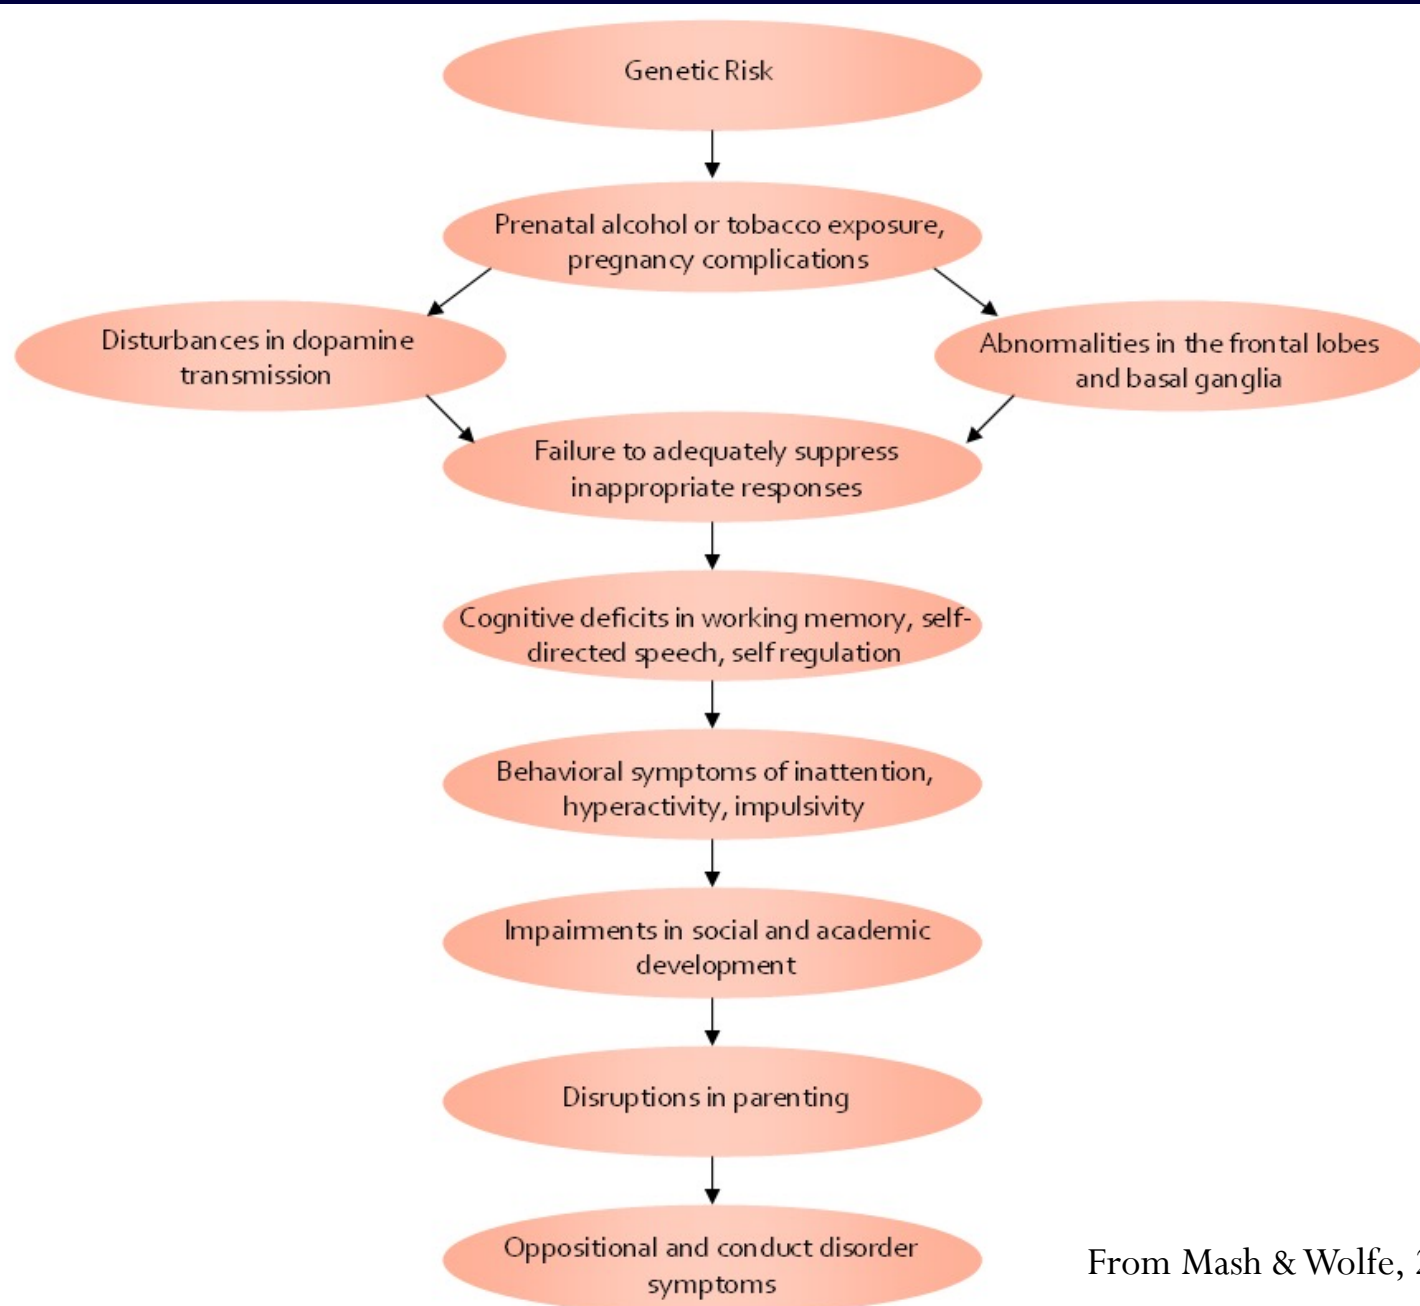 Genetic Risk
Prenatal alcohol or tobacco exposure,
pregnancy complications
Disturbances in dopamine
transmission
Abnormalities in the frontal lobes
and basal ganglia
Failure to adequately suppress
inappropriate responses
Cognitive deficits in working memory, self-
directed speech, self regulation
Behavioral symptoms of inattention,
hyperactivity, impulsivity
Impairments in social and academic
development
Disruptions in parenting
Oppositional and conduct disorder
symptoms
From Mash & Wolfe,